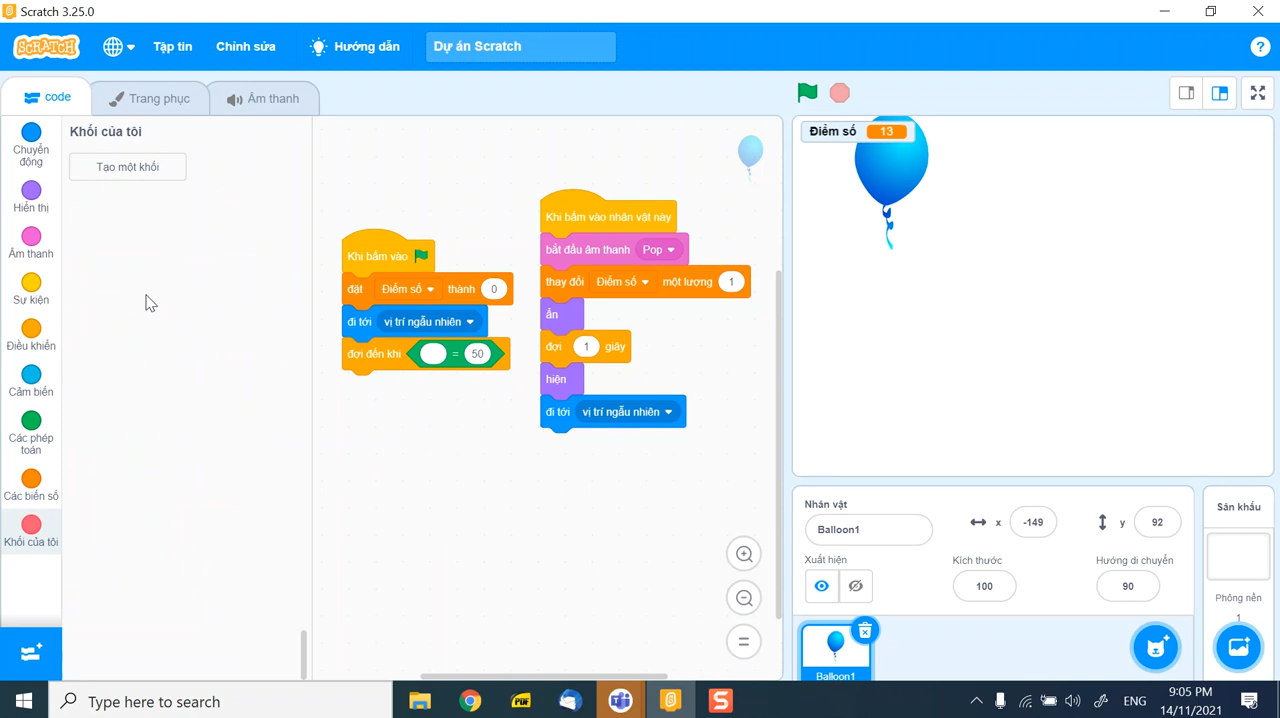 Scratch 3.25.0
SCRATCH
Tập tin
Chỉnh sửa
Hướng dẫn
Dự án Scratch
?
code
Trang phục
Âm thanh
Khối của tôi
Tạo một khối
Chuyển động
Hiển thị
Âm thanh
Sự kiện
Điều khiển
Cảm biến
Các phép toán
Các biến số
Khối của tôi
Khi bấm vào
đặt Điểm số thành 0
đi tới vị trí ngẫu nhiên
đợi đến khi = 50
Khi bấm vào nhân vật này
bắt đầu âm thanh Pop
thay đổi Điểm số một lượng 1
ẩn
đợi 1 giây
hiện
đi tới vị trí ngẫu nhiên
Điểm số 13
Nhân vật
Balloon1
x -149
y 92
Xuất hiện
Kích thước
100
Hướng di chuyển
90
Balloon1
Sân khấu
Phông nền
1
Type here to search
PDF
S
ENG
9:05 PM
14/11/2021